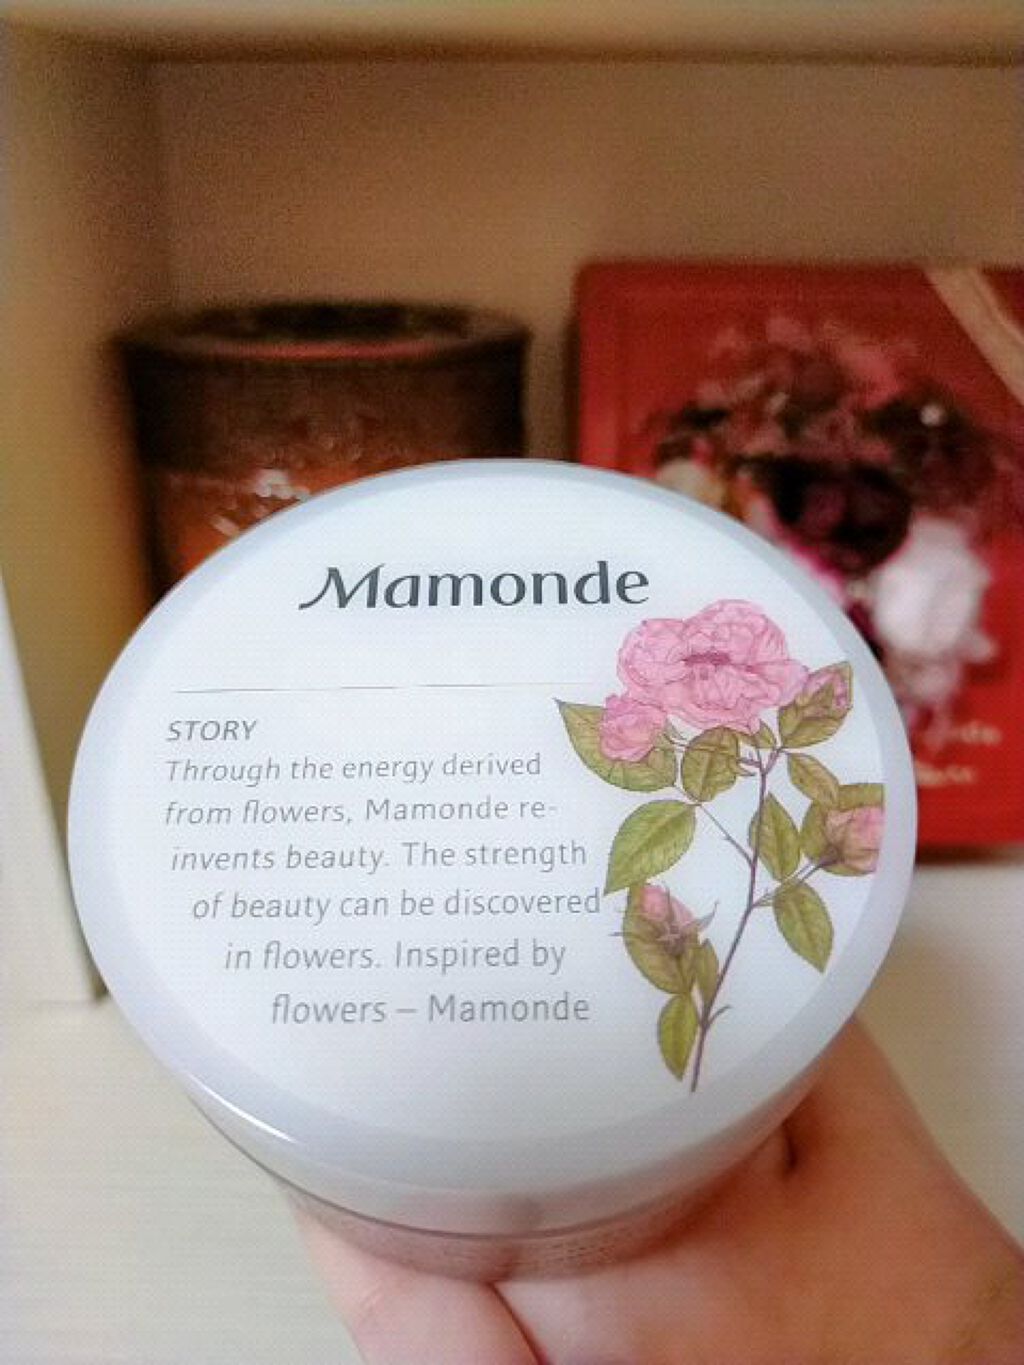 Mamonde
STORY
Through the energy derived
from flowers, Mamonde re-
invents beauty. The strength
of beauty can be discovered
in flowers. Inspired by
flowers – Mamonde